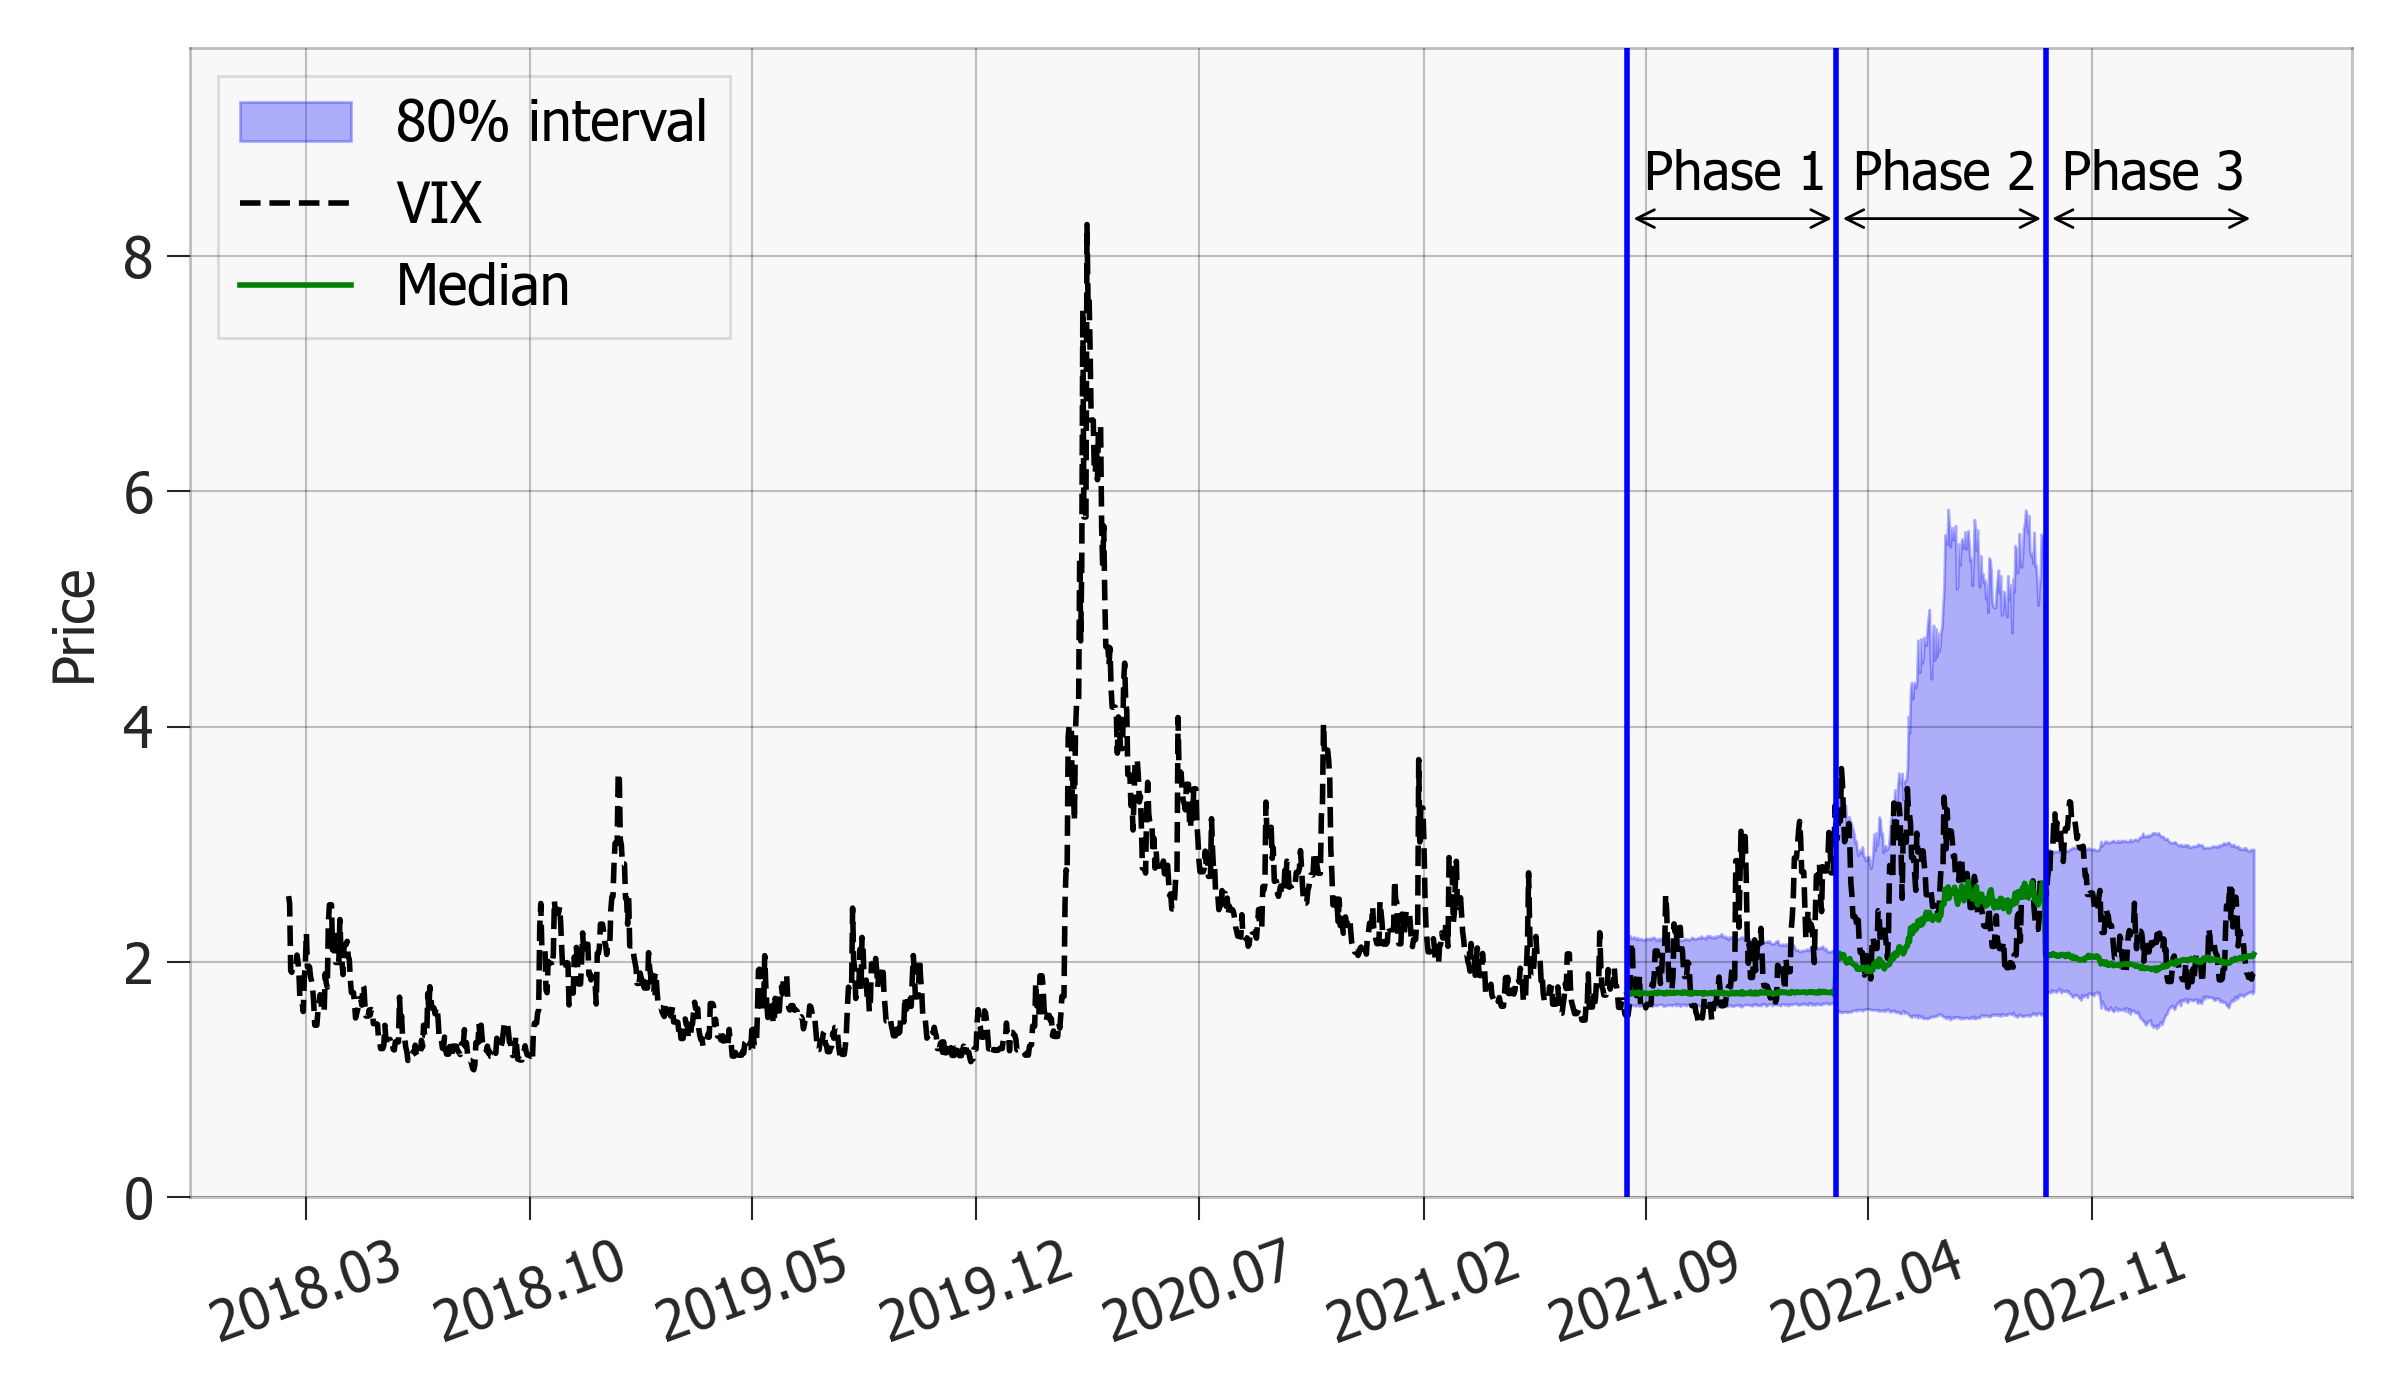 80% interval
VIX
Median
Phase 1
Phase 2
Phase 3
Price
8
6
4
2
0
2018.03
2018.10
2019.05
2019.12
2020.07
2021.02
2021.09
2022.04
2022.11